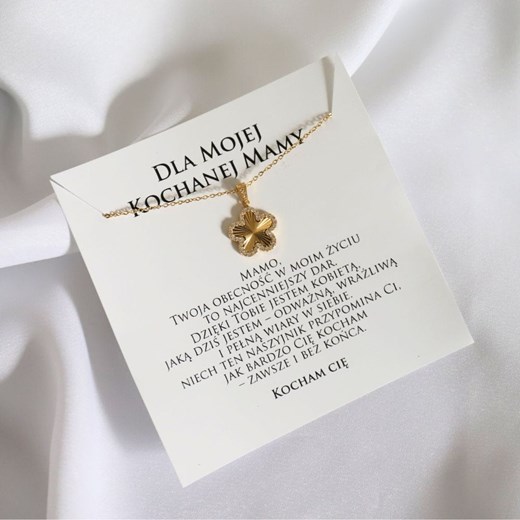 Dla mojej
Kochanej Mamy
Mamo,
Twoja obecność w moim życiu
to najcenniejszy dar.
Dzięki Tobie jestem kobietą,
jaką dziś jestem – odważną, wrażliwą
i pełną wiary w siebie.
niech ten naszyjnik przypomina Ci,
jak bardzo Cię kocham
– zawsze i bez końca.
Kocham cię